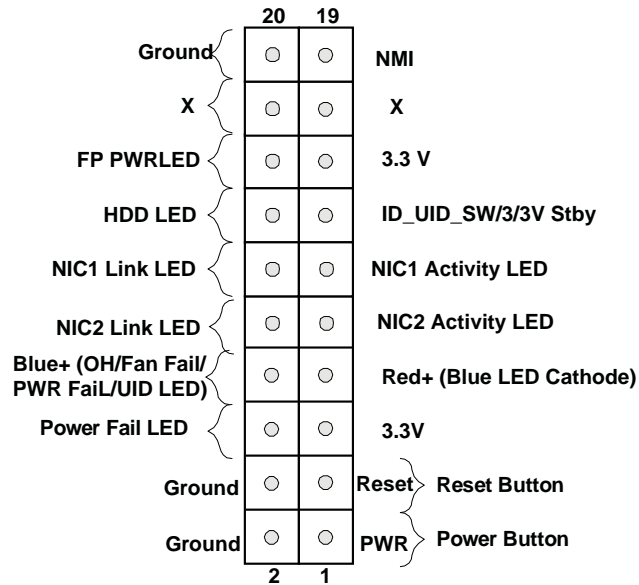 20 19
Ground NMI
X X
FP PWRLED 3.3 V
HDD LED ID_UID_SW/3/3V Stby
NIC1 Link LED NIC1 Activity LED
NIC2 Link LED NIC2 Activity LED
Blue+ (OH/Fan Fail/
PWR FaiL/UID LED) Red+ (Blue LED Cathode)
Power Fail LED 3.3V
Ground Reset Reset Button
Ground PWR Power Button
2 1